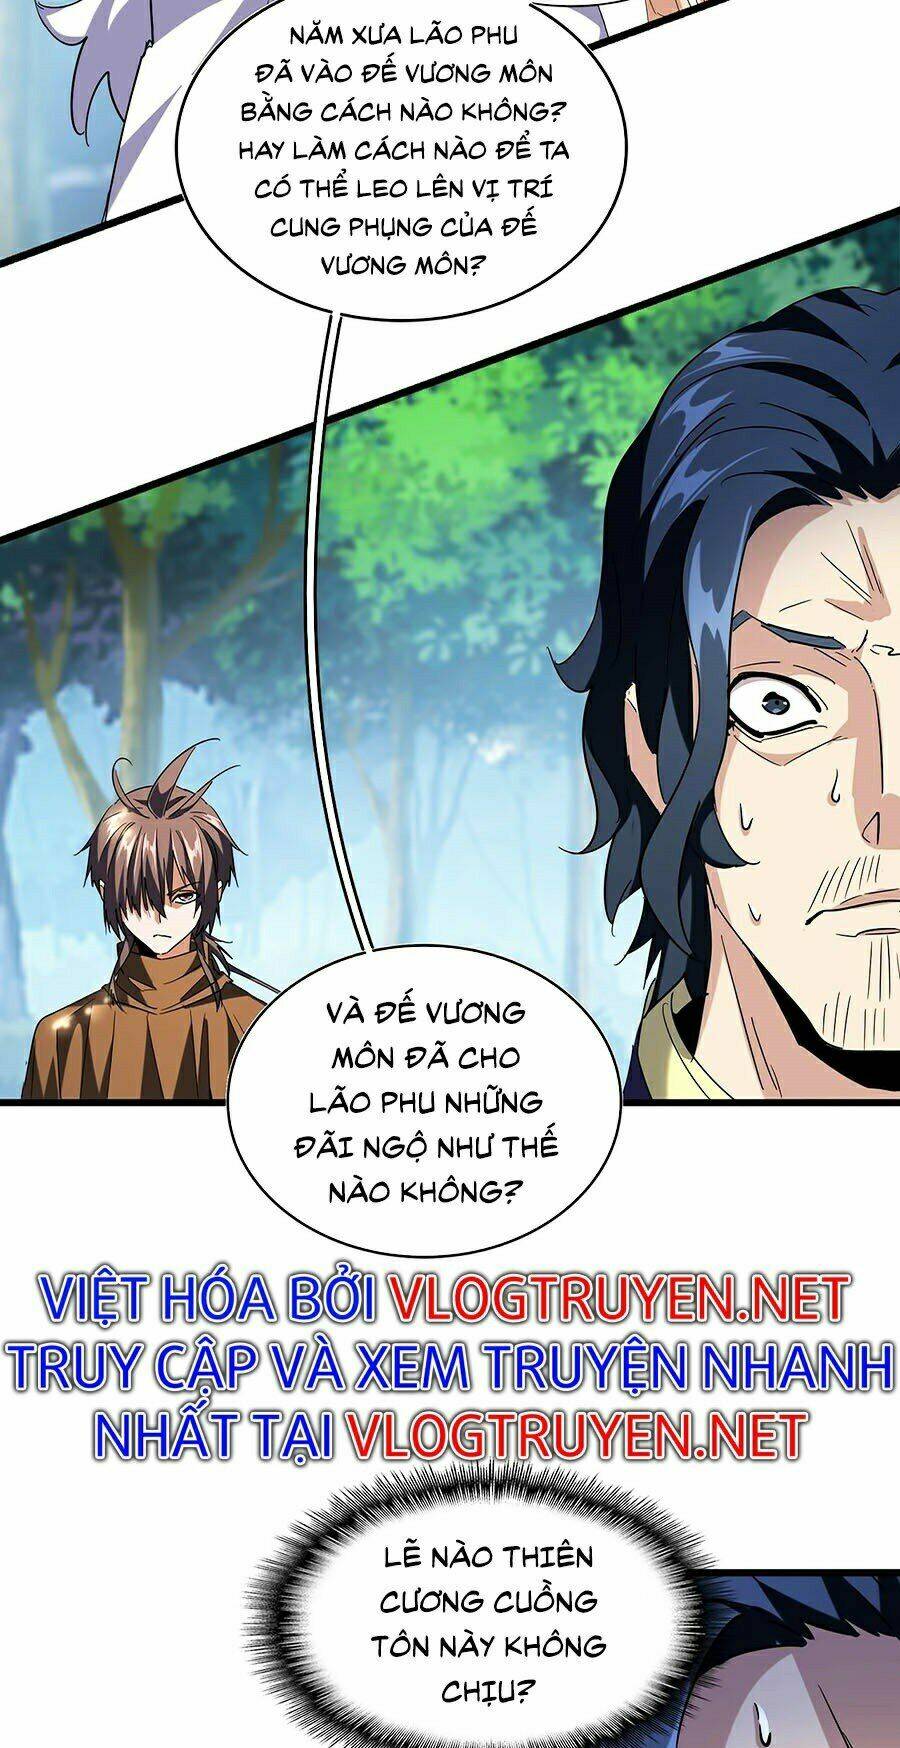 NĂM XƯA LÃO PHU
ĐÃ VÀO ĐẾ VƯƠNG MÔN
BẰNG CÁCH NÀO KHÔNG?
HAY LÀM CÁCH NÀO ĐỂ TA
CÓ THỂ LEO LÊN VỊ TRÍ
CUNG PHỤNG CỦA ĐẾ
VƯƠNG MÔN?
VÀ ĐẾ VƯƠNG
MÔN ĐÃ CHO
LÃO PHU NHỮNG
ĐÃI NGỘ NHƯ THẾ
NÀO KHÔNG?
VIỆT HÓA BỞI VLOGTRUYEN.NET
TRUY CẬP VÀ XEM TRUYỆN NHANH
NHẤT TẠI VLOGTRUYEN.NET
LẼ NÀO THIÊN
CƯƠNG CUỒNG
TÔN NÀY KHÔNG
CHỊU?